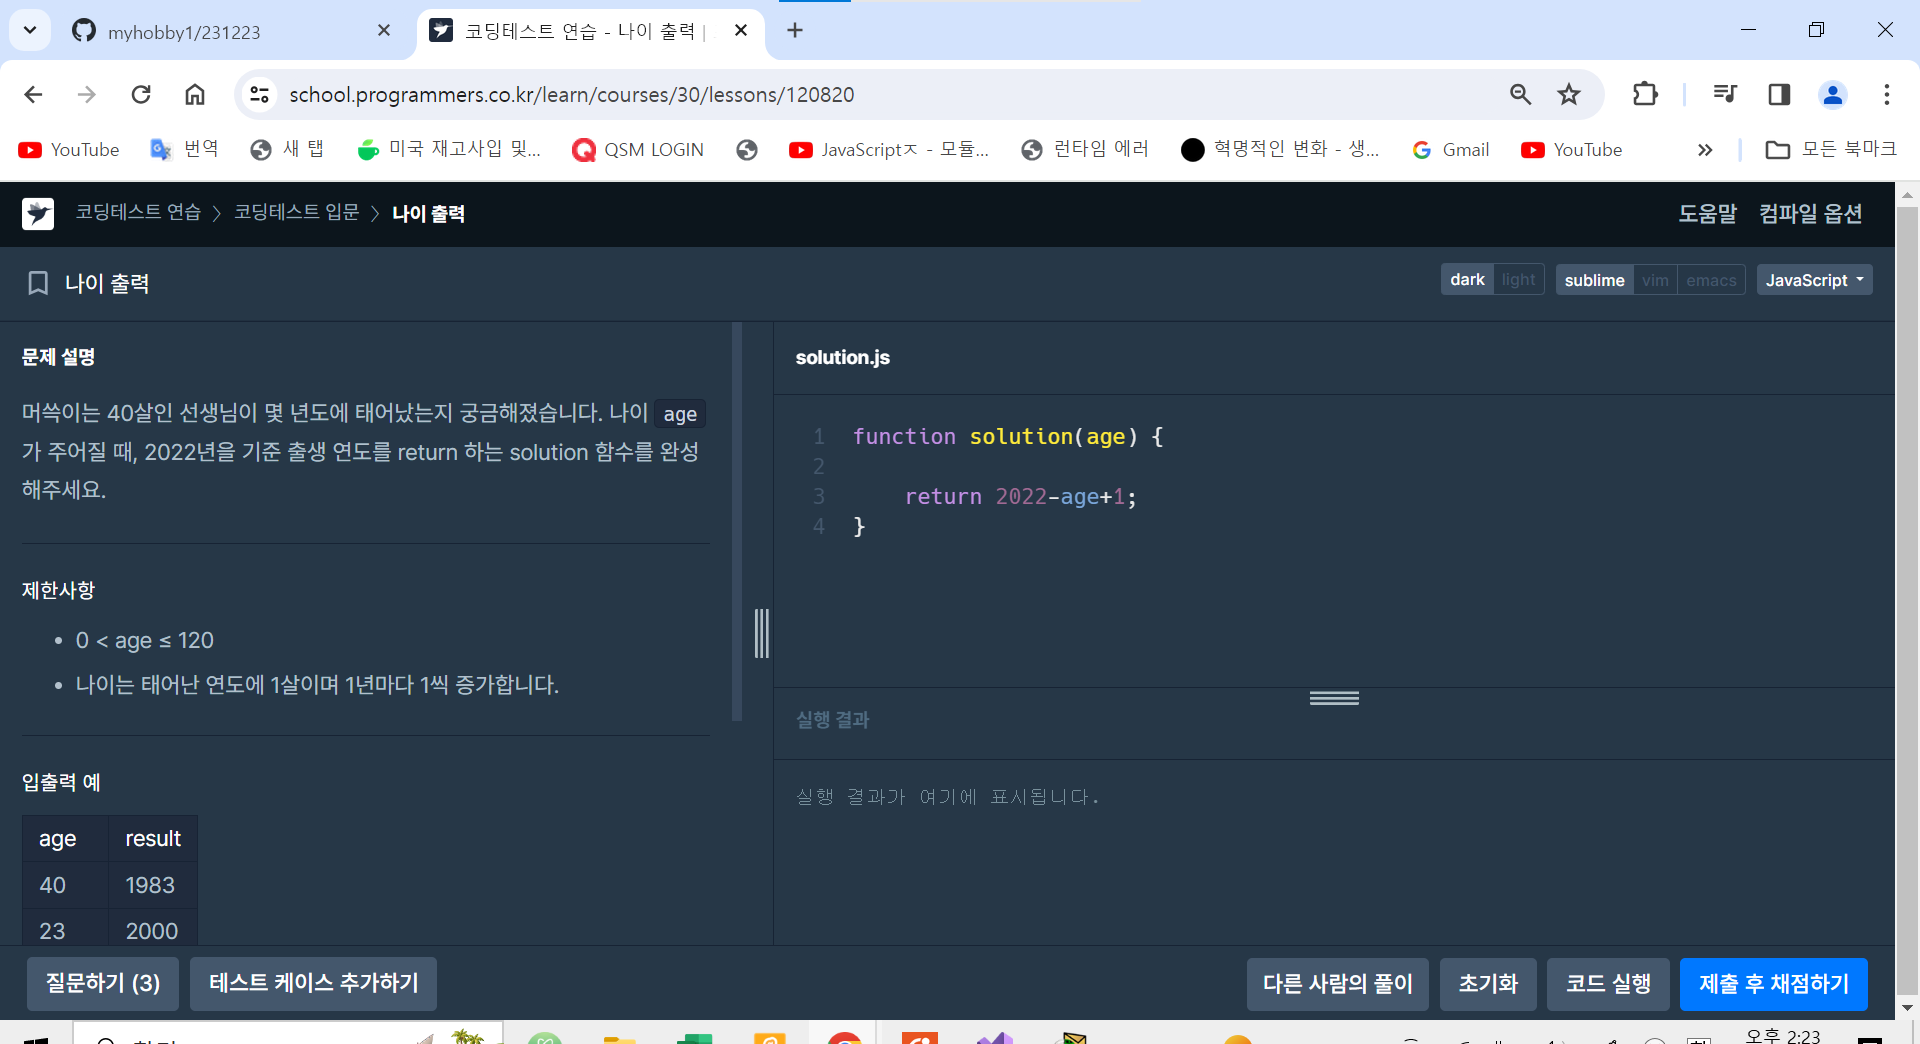 myhobby1/231223
코딩테스트 연습 - 나이 출력 |
school.programmers.co.kr/learn/courses/30/lessons/120820
YouTube
번역
새 탭
미국 재고사입 및...
QSM LOGIN
JavaScriptㅈ - 모듈...
런타임 에러
혁명적인 변화 - 생...
Gmail
YouTube
모든 북마크
코딩테스트 연습 > 코딩테스트 입문 > 나이 출력
도움말 컴파일 옵션
나이 출력
dark light
sublime vim emacs
JavaScript
문제 설명
머쓱이는 40살인 선생님이 몇 년도에 태어났는지 궁금해졌습니다. 나이 age
가 주어질 때, 2022년을 기준 출생 연도를 return 하는 solution 함수를 완성
해주세요.
제한사항
• 0 < age ≤ 120
• 나이는 태어난 연도에 1살이며 1년마다 1씩 증가합니다.
입출력 예
age result
40 1983
23 2000
solution.js
1 function solution(age) {
2
3 return 2022-age+1;
4 }
실행 결과
실행 결과가 여기에 표시됩니다.
질문하기 (3)
테스트 케이스 추가하기
다른 사람의 풀이
초기화
코드 실행
제출 후 채점하기
오후 2:23